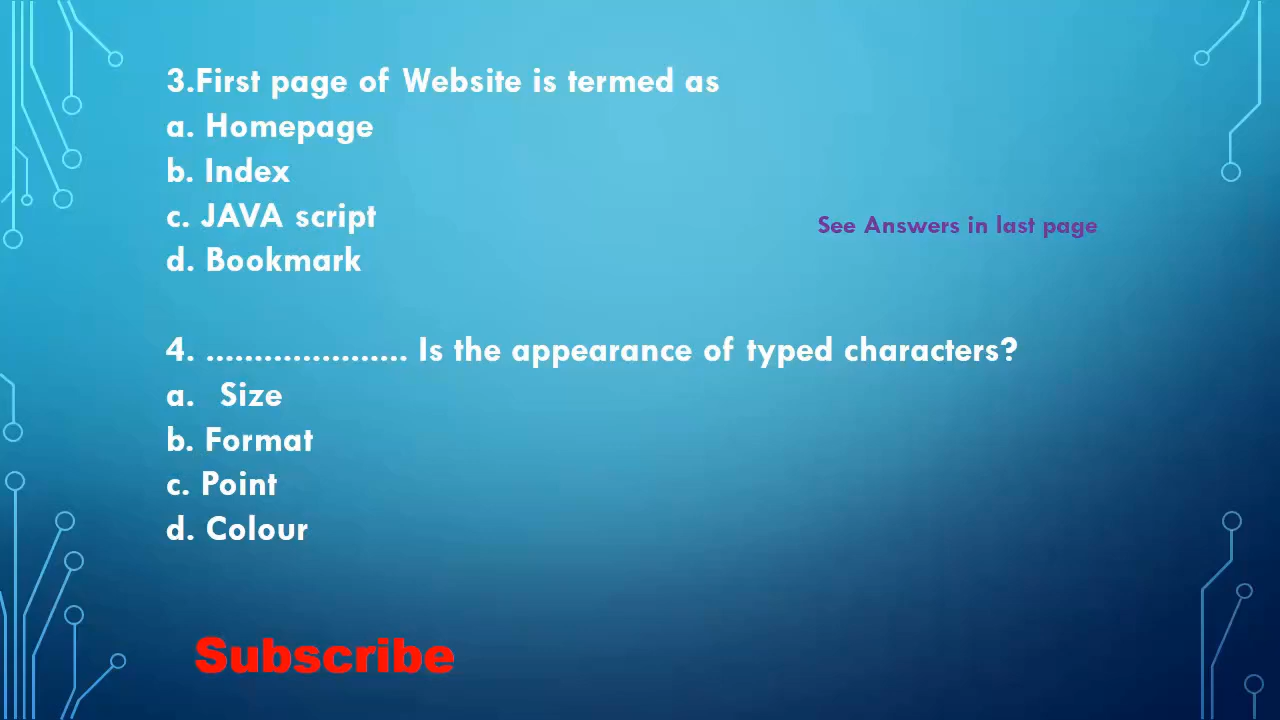 3.First page of Website is termed as
a. Homepage
b. Index
c. JAVA script
d. Bookmark
See Answers in last page
4. ..................... Is the appearance of typed characters?
a. Size
b. Format
c. Point
d. Colour
Subscribe